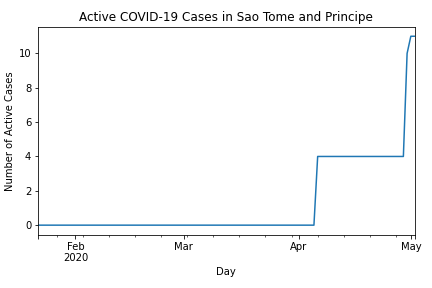 Active COVID-19 Cases in Sao Tome and Principe
Number of Active Cases
10
8
6
4
2
0
Feb
2020
Mar
Apr
May
Day